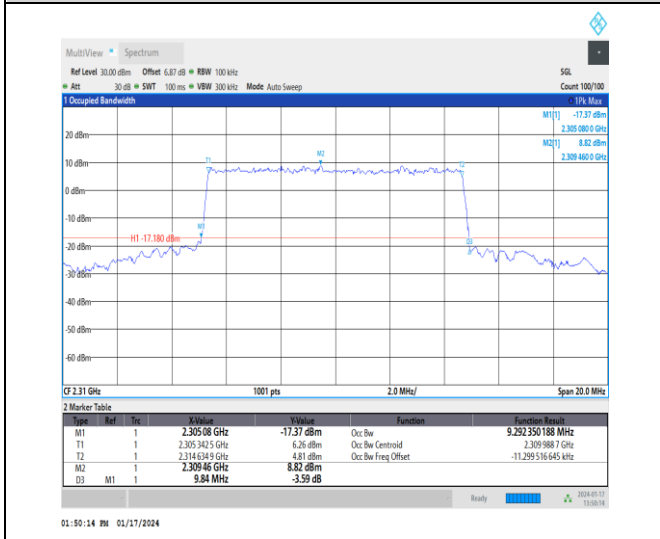 MultiView Spectrum
Ref Level 30.00 dBm Offset 6.87 dB RBW 100 kHz SGL
Att 30 dB SWT 100 ms VBW 300 kHz Mode Auto Sweep Count 100/100
1 Occupied Bandwidth 1Pk Max
M1[1] -17.37 dBm
2.305 080 0 GHz
M2[1] 8.82 dBm
2.309 460 0 GHz
20 dBm
10 dBm
0 dBm
-10 dBm
-20 dBm
-30 dBm
-40 dBm
-50 dBm
-60 dBm
T1
M2
T2
M1
H1 -17.180 dBm
D3
CF 2.31 GHz 1001 pts 2.0 MHz/ Span 20.0 MHz
2 Marker Table
Type Ref Trc X-Value Y-Value Function Function Result
M1 1 2.305 08 GHz -17.37 dBm Occ Bw 9.292 350 188 MHz
T1 1 2.305 342 5 GHz 6.26 dBm Occ Bw Centroid 2.309 988 7 GHz
T2 1 2.314 634 9 GHz 4.81 dBm Occ Bw Freq Offset -11.299 516 645 kHz
M2 1 2.309 46 GHz 8.82 dBm
D3 M1 1 9.84 MHz -3.59 dB
Ready 2024-01-17
13:50:14
01:50:14 PM 01/17/2024